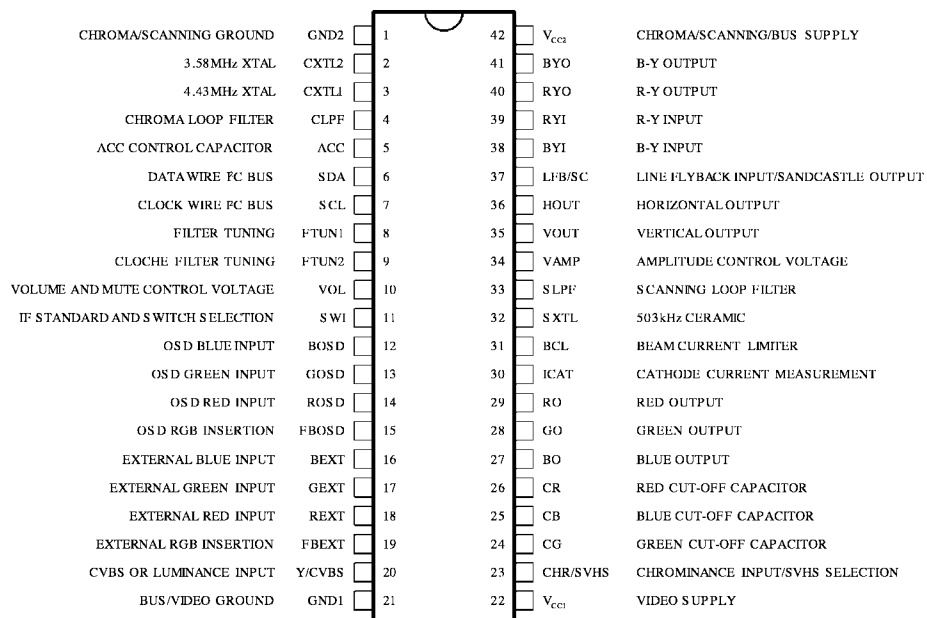 CHROMA/SCANNING GROUND GND2 1 42 VCC2 CHROMA/SCANNING/BUS SUPPLY
3.58MHz XTAL CXTL2 2 41 BYO B-Y OUTPUT
4.43MHz XTAL CXTL1 3 40 RYO R-Y OUTPUT
CHROMA LOOP FILTER CLPF 4 39 RYI R-Y INPUT
ACC CONTROL CAPACITOR ACC 5 38 BYI B-Y INPUT
DATA WIRE I²C BUS SDA 6 37 LFB/SC LINE FLYBACK INPUT/SANDCASTLE OUTPUT
CLOCK WIRE I²C BUS SCL 7 36 HOUT HORIZONTAL OUTPUT
FILTER TUNING FTUN1 8 35 VOUT VERTICAL OUTPUT
CLOCHE FILTER TUNING FTUN2 9 34 VAMP AMPLITUDE CONTROL VOLTAGE
VOLUME AND MUTE CONTROL VOLTAGE VOL 10 33 SLPF SCANNING LOOP FILTER
IF STANDARD AND SWITCH SELECTION SWI 11 32 SXTL 503kHz CERAMIC
OSD BLUE INPUT BOSD 12 31 BCL BEAM CURRENT LIMITER
OSD GREEN INPUT GOSD 13 30 ICAT CATHODE CURRENT MEASUREMENT
OSD RED INPUT ROSD 14 29 RO RED OUTPUT
OSD RGB INSERTION FBOSD 15 28 GO GREEN OUTPUT
EXTERNAL BLUE INPUT BEXT 16 27 BO BLUE OUTPUT
EXTERNAL GREEN INPUT GEXT 17 26 CR RED CUT-OFF CAPACITOR
EXTERNAL RED INPUT REXT 18 25 CB BLUE CUT-OFF CAPACITOR
EXTERNAL RGB INSERTION FBEXT 19 24 CG GREEN CUT-OFF CAPACITOR
CVBS OR LUMINANCE INPUT Y/CVBS 20 23 CHR/SVHS CHROMINANCE INPUT/SVHS SELECTION
BUS/VIDEO GROUND GND1 21 22 VCC1 VIDEO SUPPLY